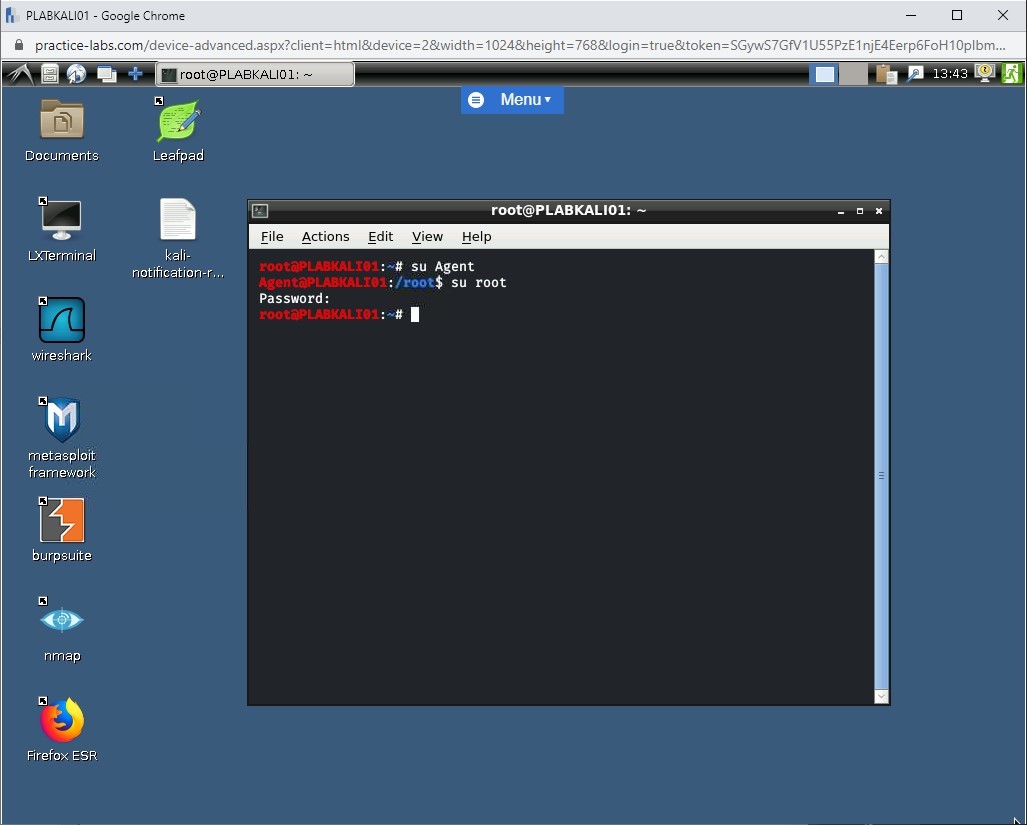 PLABKALI01 - Google Chrome
practice-labs.com/device-advanced.aspx?client=html&device=2&width=1024&height=768&login=true&token=SGywS7GfV1U55PzE1njE4Eerp6FoH10plbm...
root@PLABKALI01: ~
13:43
Menu
Documents
Leafpad
LXTerminal
kali-
notification-r...
wireshark
metasploit
framework
burpsuite
nmap
Firefox ESR
root@PLABKALI01: ~
File Actions Edit View Help
root@PLABKALI01:~# su Agent
Agent@PLABKALI01:/root$ su root
Password:
root@PLABKALI01:~#